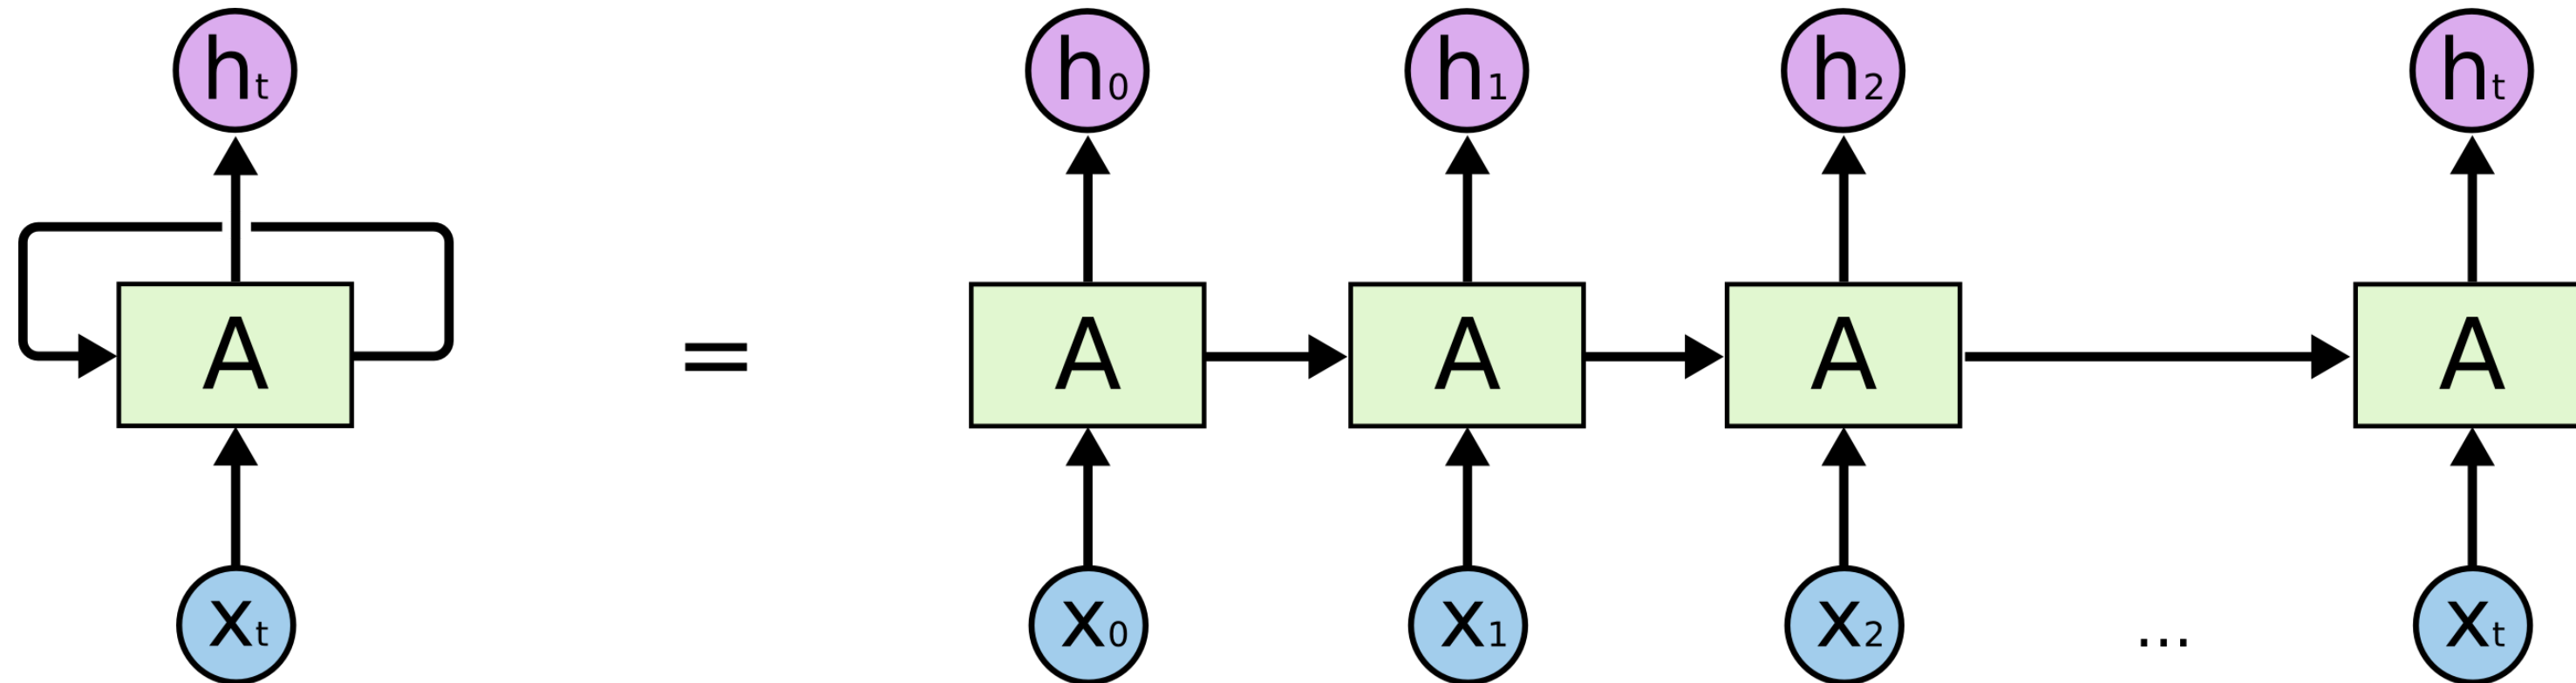 hₜ h₀ h₁ h₂ hₜ
A = A A A A
xₜ x₀ x₁ x₂ ... xₜ